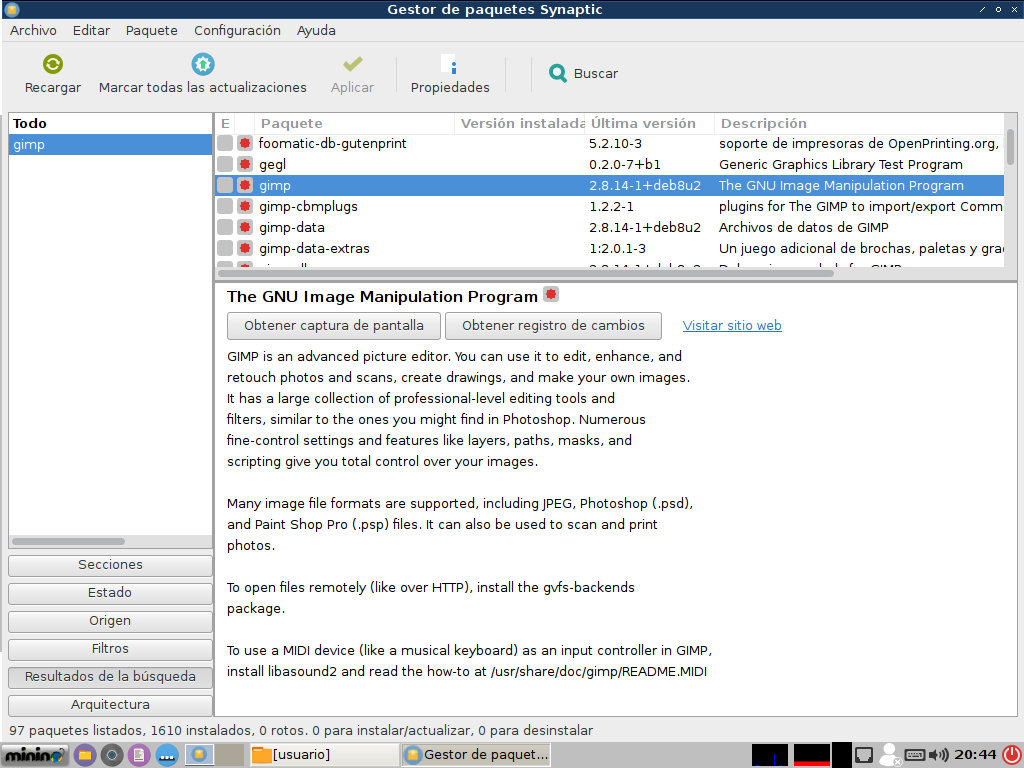 Gestor de paquetes Synaptic
Archivo Editar Paquete Configuración Ayuda
Recargar Marcar todas las actualizaciones Aplicar Propiedades Buscar
Todo
gimp
E Paquete Versión instalada Última versión Descripción
foomatic-db-gutenprint 5.2.10-3 soporte de impresoras de OpenPrinting.org,
gegl 0.2.0-7+b1 Generic Graphics Library Test Program
gimp 2.8.14-1+deb8u2 The GNU Image Manipulation Program
gimp-cbmplugs 1.2.2-1 plugins for The GIMP to import/export Comm
gimp-data 2.8.14-1+deb8u2 Archivos de datos de GIMP
gimp-data-extras 1:2.0.1-3 Un juego adicional de brochas, paletas y grad
The GNU Image Manipulation Program
Obtener captura de pantalla Obtener registro de cambios Visitar sitio web
GIMP is an advanced picture editor. You can use it to edit, enhance, and
retouch photos and scans, create drawings, and make your own images.
It has a large collection of professional-level editing tools and
filters, similar to the ones you might find in Photoshop. Numerous
fine-control settings and features like layers, paths, masks, and
scripting give you total control over your images.
Many image file formats are supported, including JPEG, Photoshop (.psd),
and Paint Shop Pro (.psp) files. It can also be used to scan and print
photos.
To open files remotely (like over HTTP), install the gvfs-backends
package.
To use a MIDI device (like a musical keyboard) as an input controller in GIMP,
install libasound2 and read the how-to at /usr/share/doc/gimp/README.MIDI
Secciones
Estado
Origen
Filtros
Resultados de la búsqueda
Arquitectura
97 paquetes listados, 1610 instalados, 0 rotos. 0 para instalar/actualizar, 0 para desinstalar
minino [usuario] Gestor de paquet... 20:44